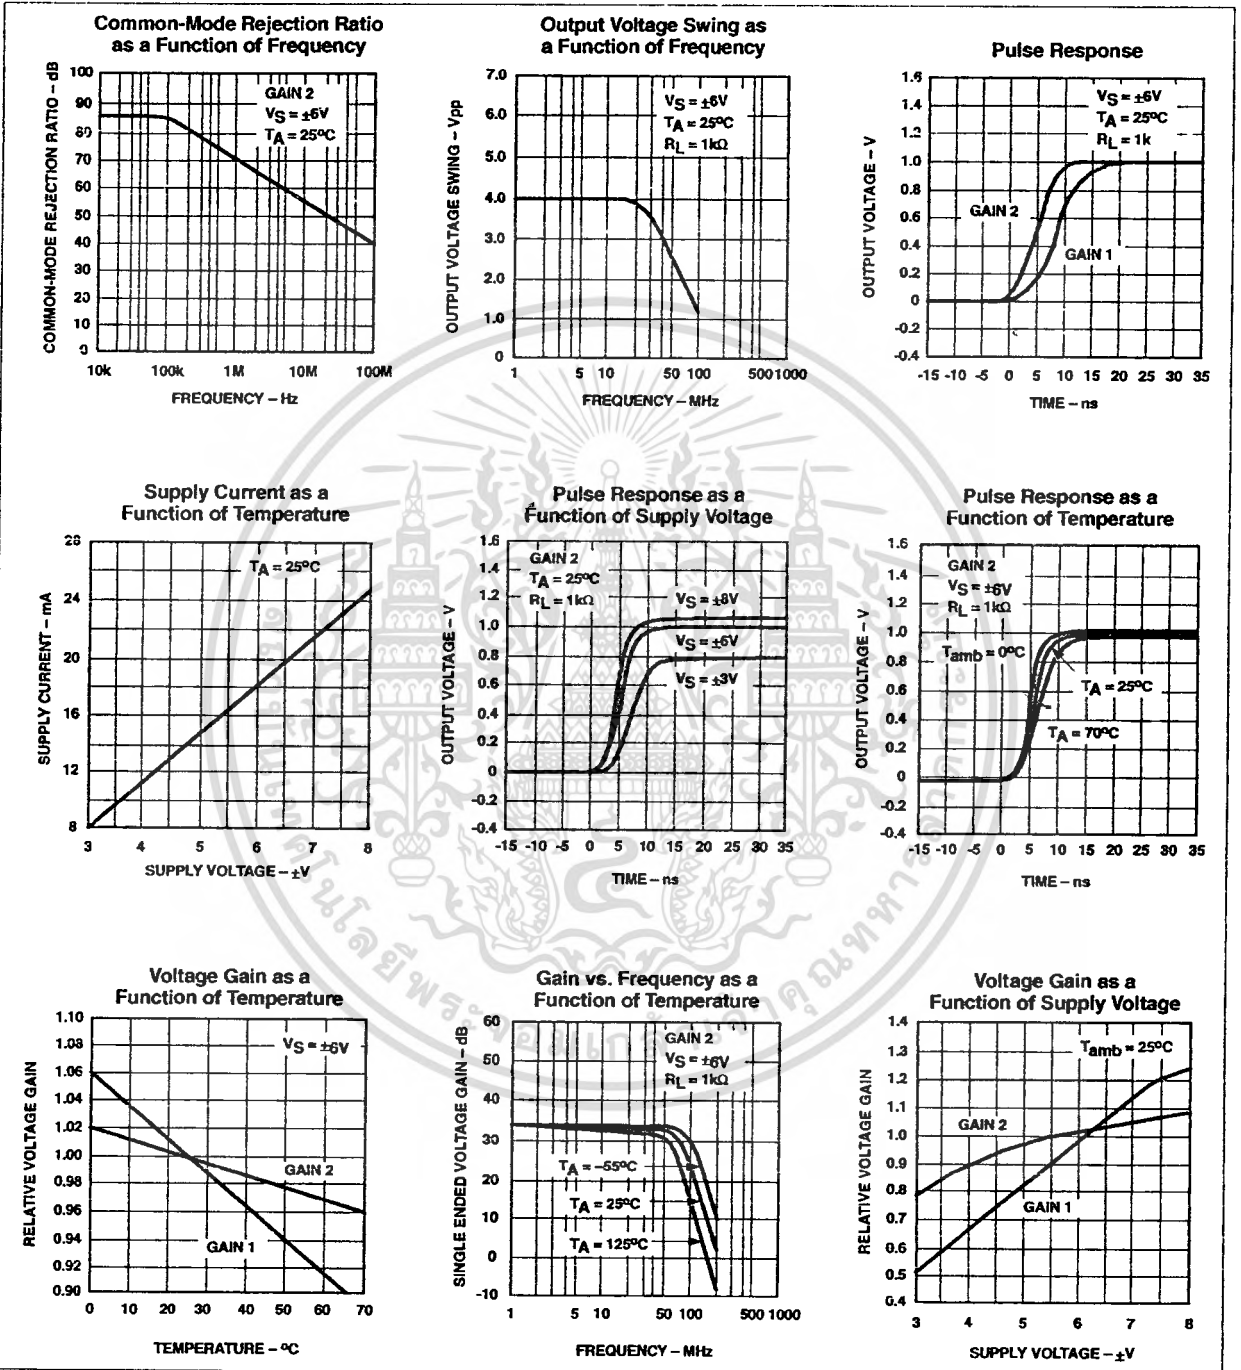 Common-Mode Rejection Ratio
as a Function of Frequency
COMMON-MODE REJECTION RATIO – dB
100
90
80
70
60
50
40
30
20
10
0
GAIN 2
VS = ±6V
TA = 25°C
10k 100k 1M 10M 100M
FREQUENCY – Hz
Output Voltage Swing as
a Function of Frequency
OUTPUT VOLTAGE SWING – Vpp
7.0
6.0
5.0
4.0
3.0
2.0
1.0
0
VS = ±6V
TA = 25°C
RL = 1kΩ
1 5 10 50 100 500 1000
FREQUENCY – MHz
Pulse Response
OUTPUT VOLTAGE – V
1.6
1.4
1.2
1.0
0.8
0.6
0.4
0.2
0
-0.2
-0.4
VS = ±6V
TA = 25°C
RL = 1k
GAIN 2
GAIN 1
-15 -10 -5 0 5 10 15 20 25 30 35
TIME – ns
Supply Current as a
Function of Temperature
SUPPLY CURRENT – mA
28
24
20
16
12
8
TA = 25°C
3 4 5 6 7 8
SUPPLY VOLTAGE – ±V
Pulse Response as a
Function of Supply Voltage
OUTPUT VOLTAGE – V
1.6
1.4
1.2
1.0
0.8
0.6
0.4
0.2
0
-0.2
-0.4
GAIN 2
TA = 25°C
RL = 1kΩ
VS = ±8V
VS = ±6V
VS = ±3V
-15 -10 -5 0 5 10 15 20 25 30 35
TIME – ns
Pulse Response as a
Function of Temperature
OUTPUT VOLTAGE – V
1.6
1.4
1.2
1.0
0.8
0.6
0.4
0.2
0
-0.2
-0.4
GAIN 2
VS = ±6V
RL = 1kΩ
Tamb = 0°C
TA = 25°C
TA = 70°C
-15 -10 -5 0 5 10 15 20 25 30 35
TIME – ns
Voltage Gain as a
Function of Temperature
RELATIVE VOLTAGE GAIN
1.10
1.08
1.06
1.04
1.02
1.00
0.98
0.96
0.94
0.92
0.90
VS = ±6V
GAIN 2
GAIN 1
0 10 20 30 40 50 60 70
TEMPERATURE – °C
Gain vs. Frequency as a
Function of Temperature
SINGLE ENDED VOLTAGE GAIN – dB
60
50
40
30
20
10
0
-10
GAIN 2
VS = ±6V
RL = 1kΩ
TA = –55°C
TA = 25°C
TA = 125°C
1 5 10 50 100 500 1000
FREQUENCY – MHz
Voltage Gain as a
Function of Supply Voltage
RELATIVE VOLTAGE GAIN
1.4
1.3
1.2
1.1
1.0
0.9
0.8
0.7
0.6
0.5
0.4
Tamb = 25°C
GAIN 2
GAIN 1
3 4 5 6 7 8
SUPPLY VOLTAGE – ±V